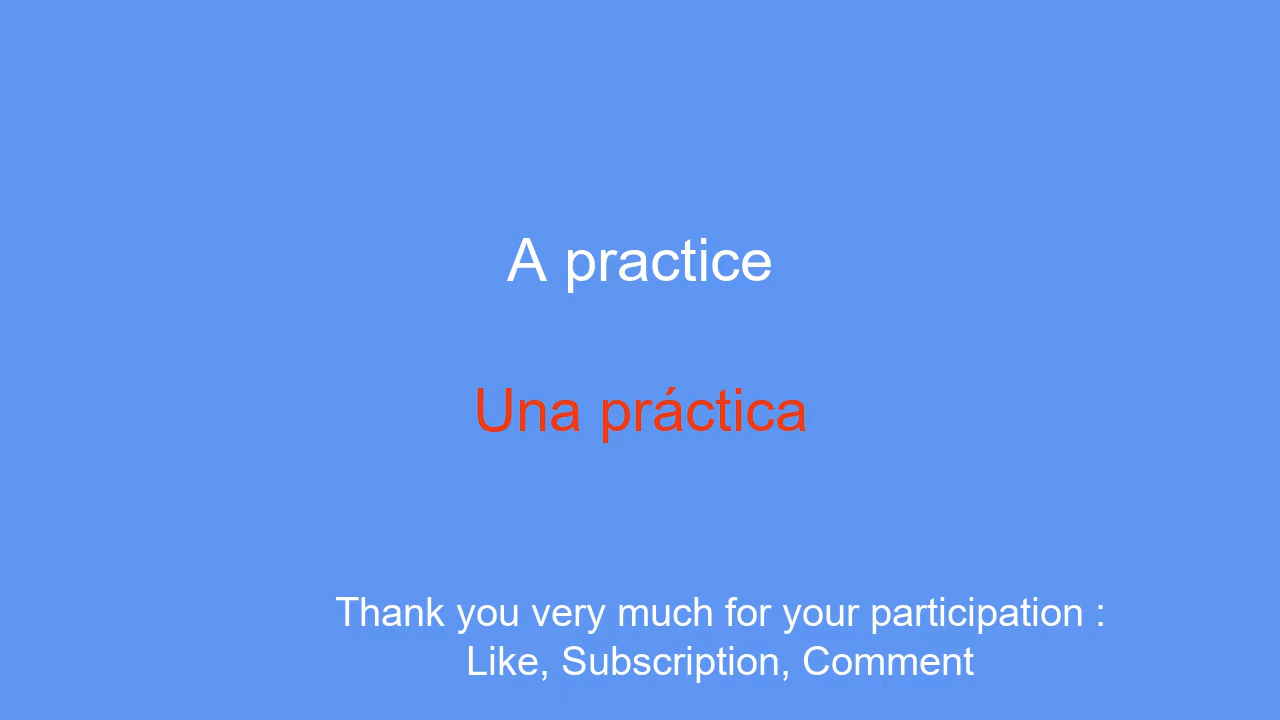 A practice
Una práctica
Thank you very much for your participation :
Like, Subscription, Comment